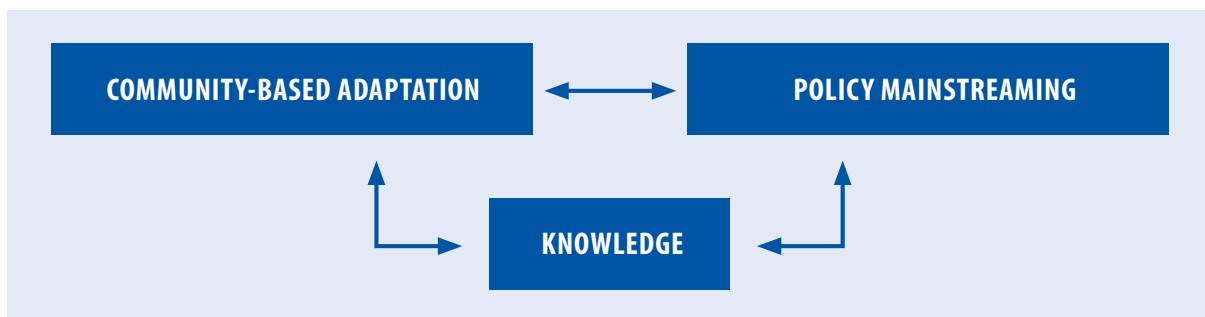 COMMUNITY-BASED ADAPTATION
POLICY MAINSTREAMING
KNOWLEDGE